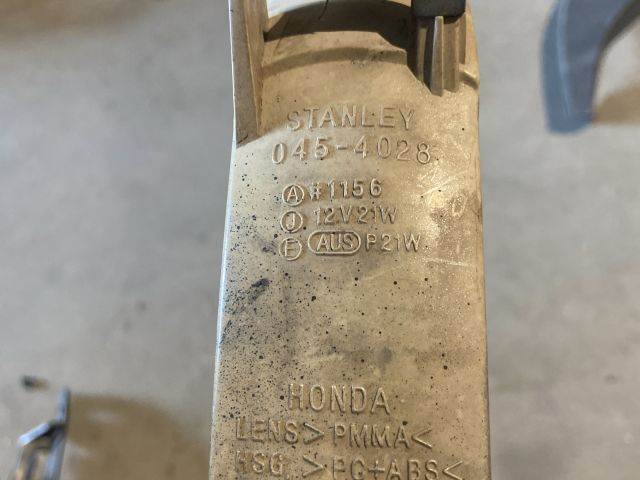 STANLEY
045-4028
A #1156
J 12V21W
F AUS P21W
HONDA
LENS>PMMA<
HSG >PC+ABS<